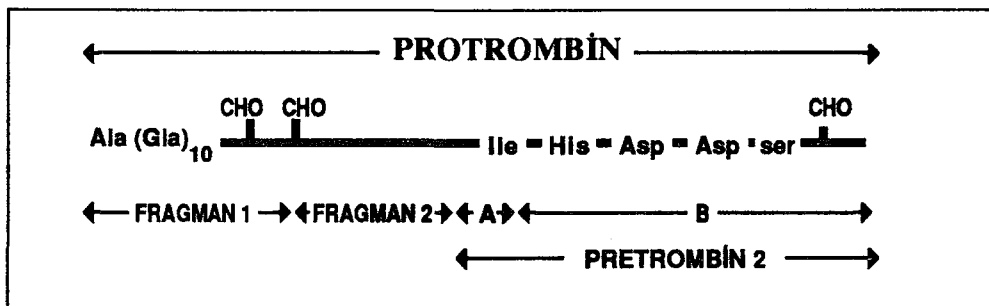 PROTROMBİN
CHO CHO CHO
Ala (Gla)10 Ile His Asp Asp ser
FRAGMAN 1 FRAGMAN 2 A B
PRETROMBİN 2